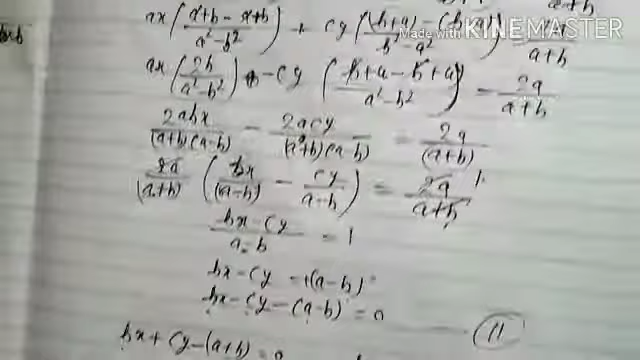 Made with KINEMASTER
ax((a+b - a+b)/(a²-b²)) + cy((b+a) - (b-a))/(b²-a²) a+b
ax(2b/(a²-b²)) - cy((b+a - b+a)/(a²-b²)) = 2a/(a+b)
2abx/((a+b)(a-b)) - 2acy/((a+b)(a-b)) = 2a/(a+b)
2a/(a+b) (bx/(a-b) - cy/(a-b)) = 2a/(a+b) 1
(bx-cy)/(a-b) = 1
bx-cy = 1(a-b)
bx-cy-(a-b) = 0 (11)
bx+cy-(a+b) = 0